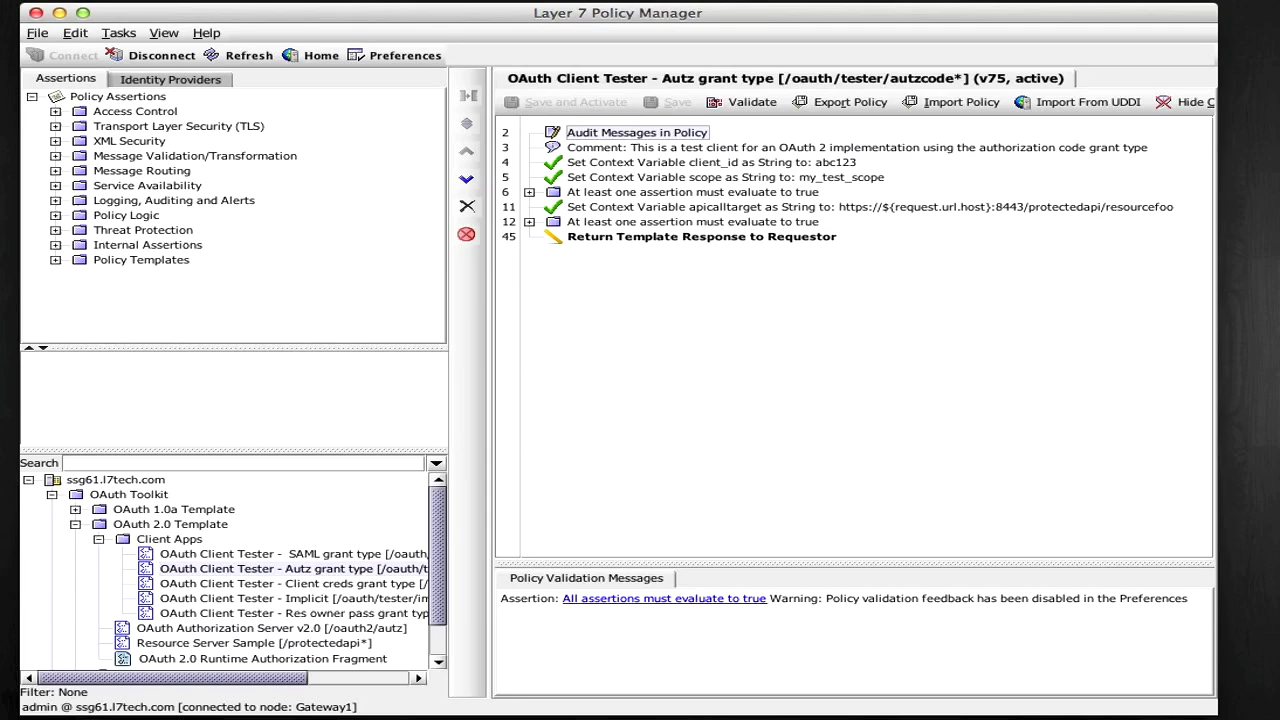 Layer 7 Policy Manager
File Edit Tasks View Help
Connect Disconnect Refresh Home Preferences
Assertions Identity Providers
Policy Assertions
Access Control
Transport Layer Security (TLS)
XML Security
Message Validation/Transformation
Message Routing
Service Availability
Logging, Auditing and Alerts
Policy Logic
Threat Protection
Internal Assertions
Policy Templates
Search
ssg61.l7tech.com
OAuth Toolkit
OAuth 1.0a Template
OAuth 2.0 Template
Client Apps
OAuth Client Tester - SAML grant type [/oauth,
OAuth Client Tester - Autz grant type [/oauth/t
OAuth Client Tester - Client creds grant type [/
OAuth Client Tester - Implicit [/oauth/tester/im
OAuth Client Tester - Res owner pass grant typ
OAuth Authorization Server v2.0 [/oauth2/autz]
Resource Server Sample [/protectedapi*]
OAuth 2.0 Runtime Authorization Fragment
Filter: None
admin @ ssg61.l7tech.com [connected to node: Gateway1]
OAuth Client Tester - Autz grant type [/oauth/tester/autzcode*] (v75, active)
Save and Activate Save Validate Export Policy Import Policy Import From UDDI Hide C
2 Audit Messages in Policy
3 Comment: This is a test client for an OAuth 2 implementation using the authorization code grant type
4 Set Context Variable client_id as String to: abc123
5 Set Context Variable scope as String to: my_test_scope
6 At least one assertion must evaluate to true
11 Set Context Variable apicalltarget as String to: https://${request.url.host}:8443/protectedapi/resourcefoo
12 At least one assertion must evaluate to true
45 Return Template Response to Requestor
Policy Validation Messages
Assertion: All assertions must evaluate to true Warning: Policy validation feedback has been disabled in the Preferences